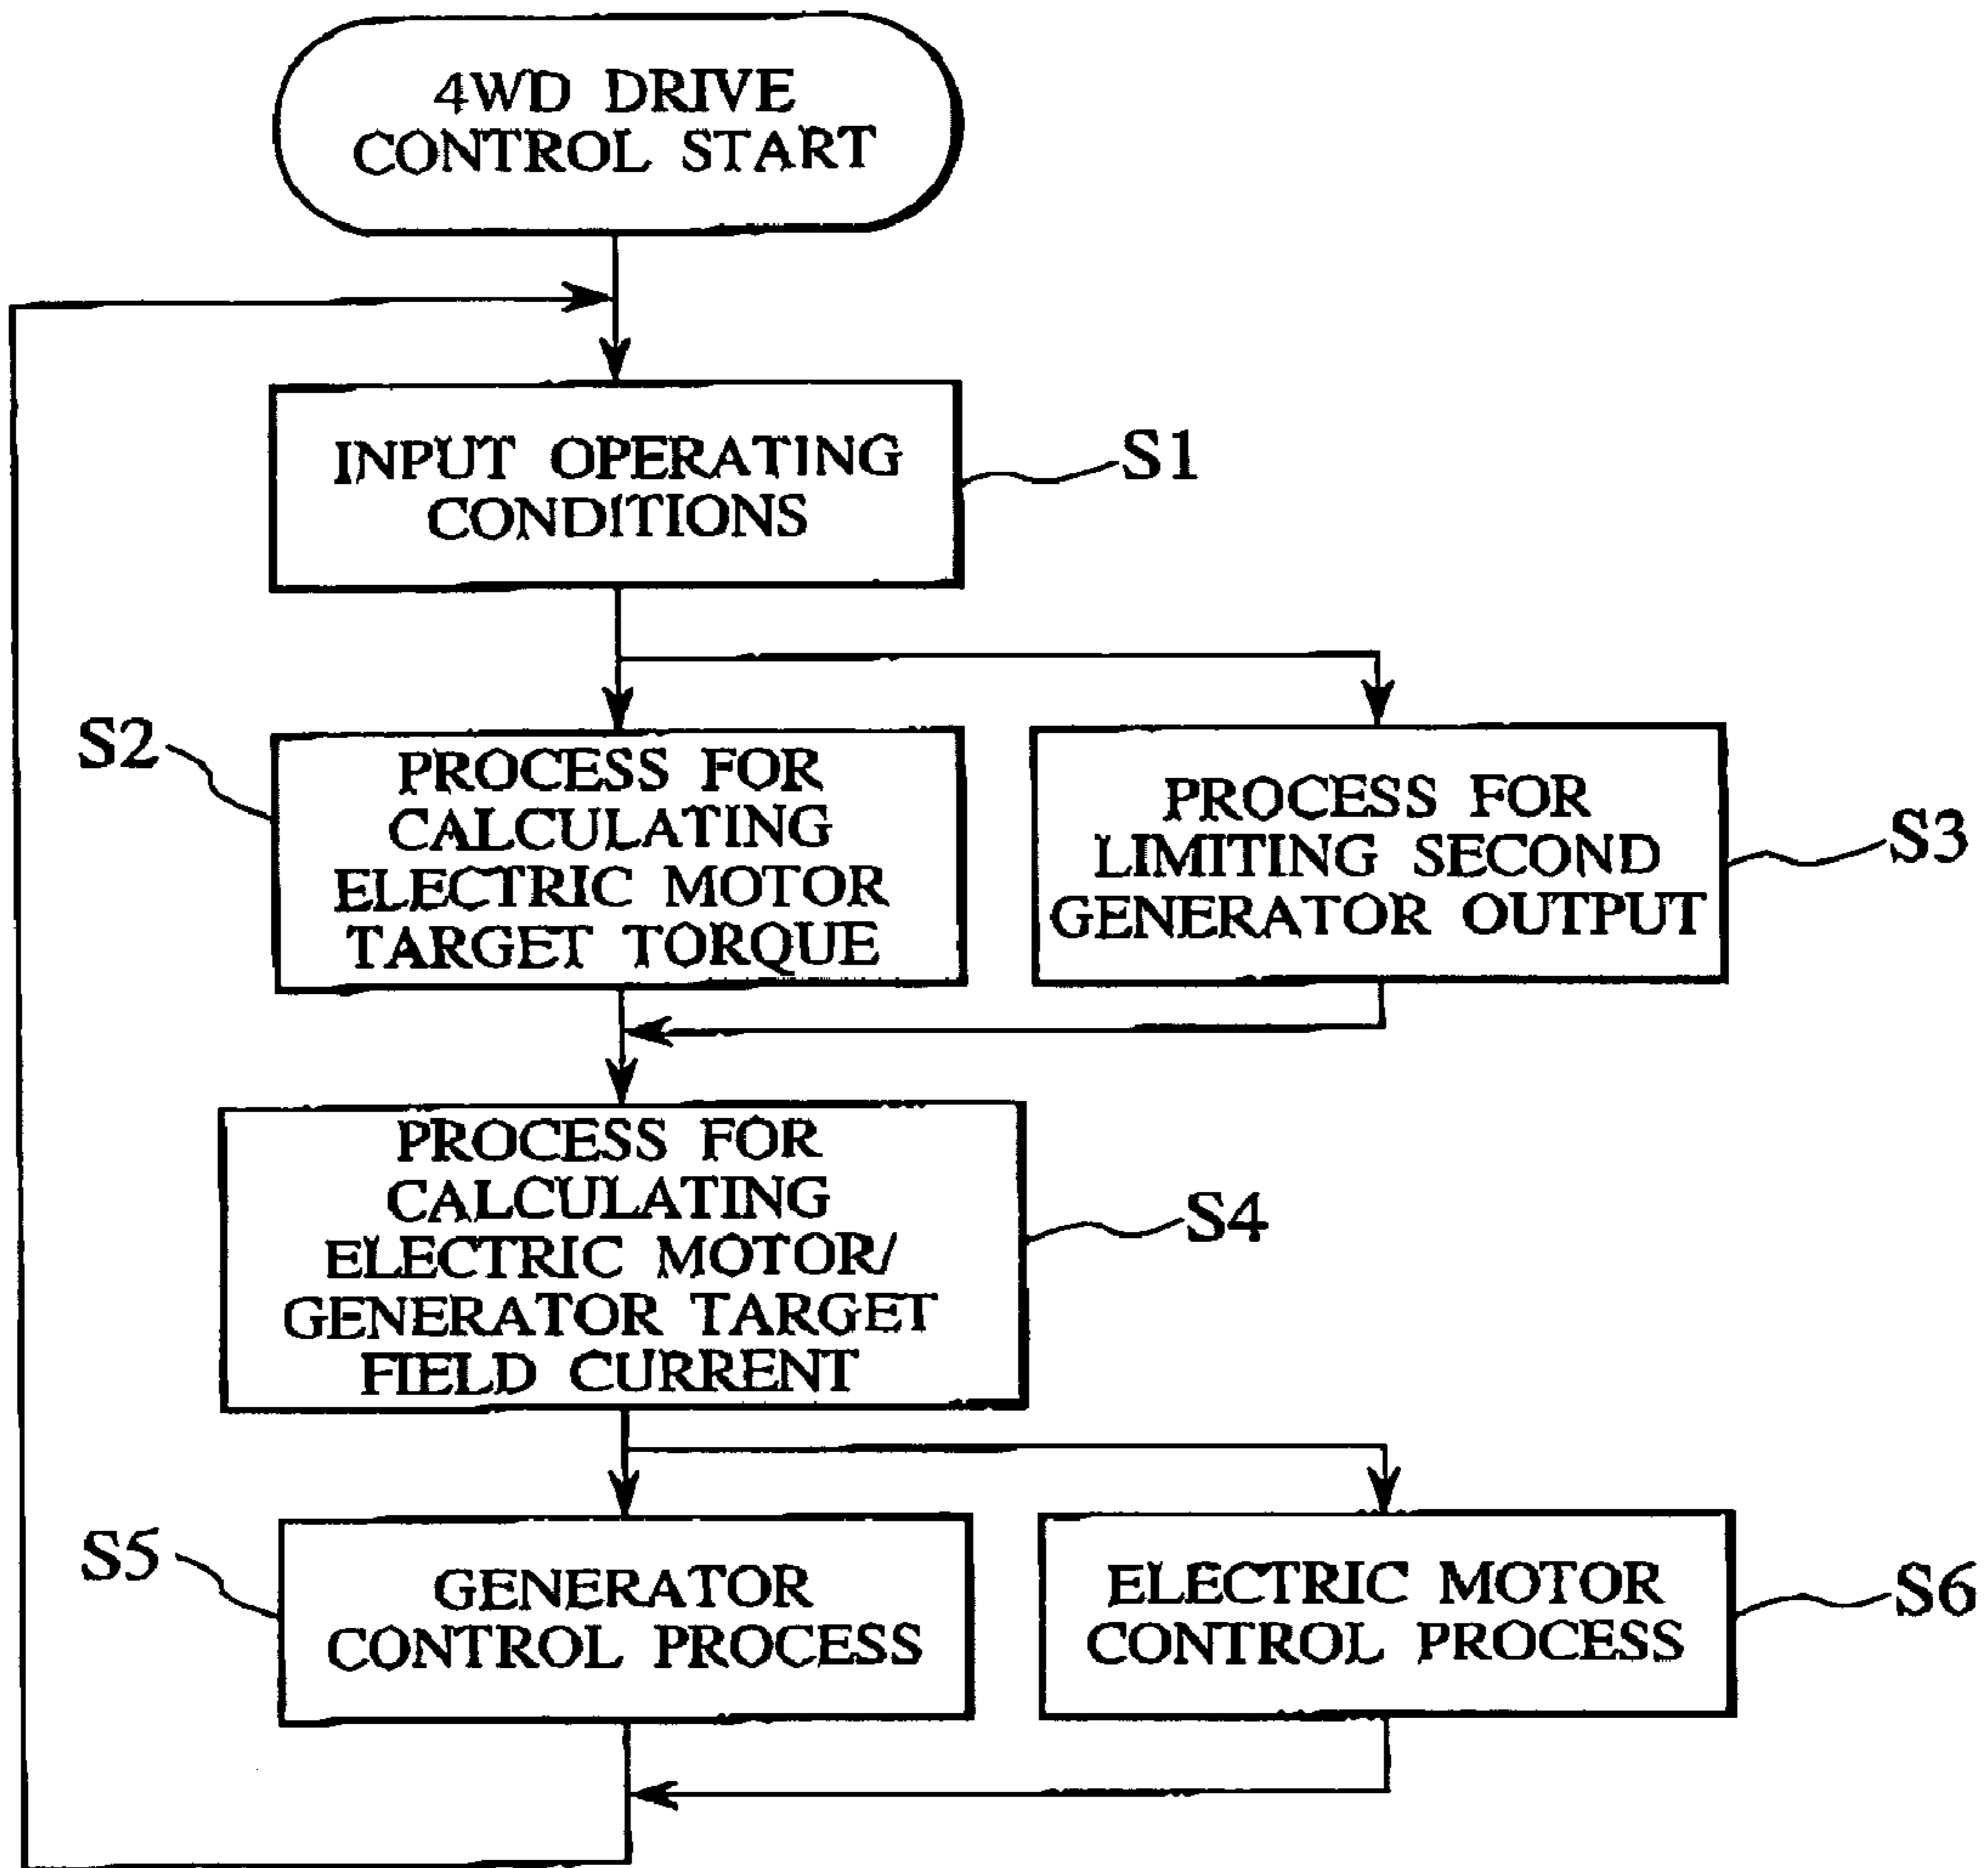 4WD DRIVE
CONTROL START
INPUT OPERATING
CONDITIONS
S1
S2
PROCESS FOR
CALCULATING
ELECTRIC MOTOR
TARGET TORQUE
PROCESS FOR
LIMITING SECOND
GENERATOR OUTPUT
S3
PROCESS FOR
CALCULATING
ELECTRIC MOTOR/
GENERATOR TARGET
FIELD CURRENT
S4
S5
GENERATOR
CONTROL PROCESS
ELECTRIC MOTOR
CONTROL PROCESS
S6